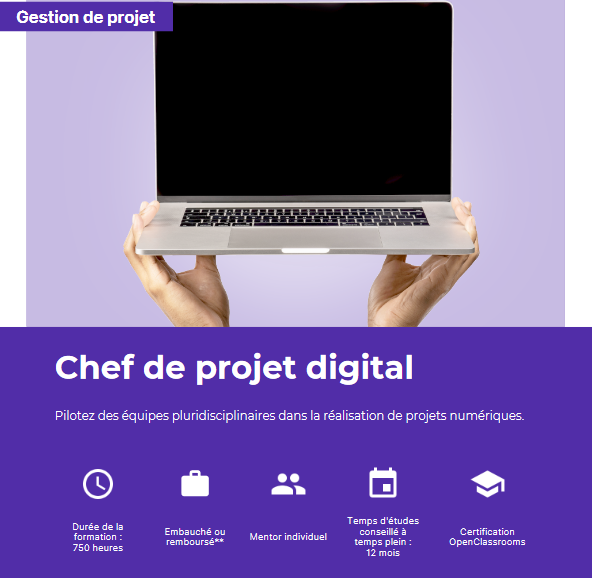 Gestion de projet
Chef de projet digital
Pilotez des équipes pluridisciplinaires dans la réalisation de projets numériques.
Durée de la
formation :
750 heures
Embauché ou
remboursé**
Mentor individuel
Temps d'études
conseillé à
temps plein :
12 mois
Certification
OpenClassrooms